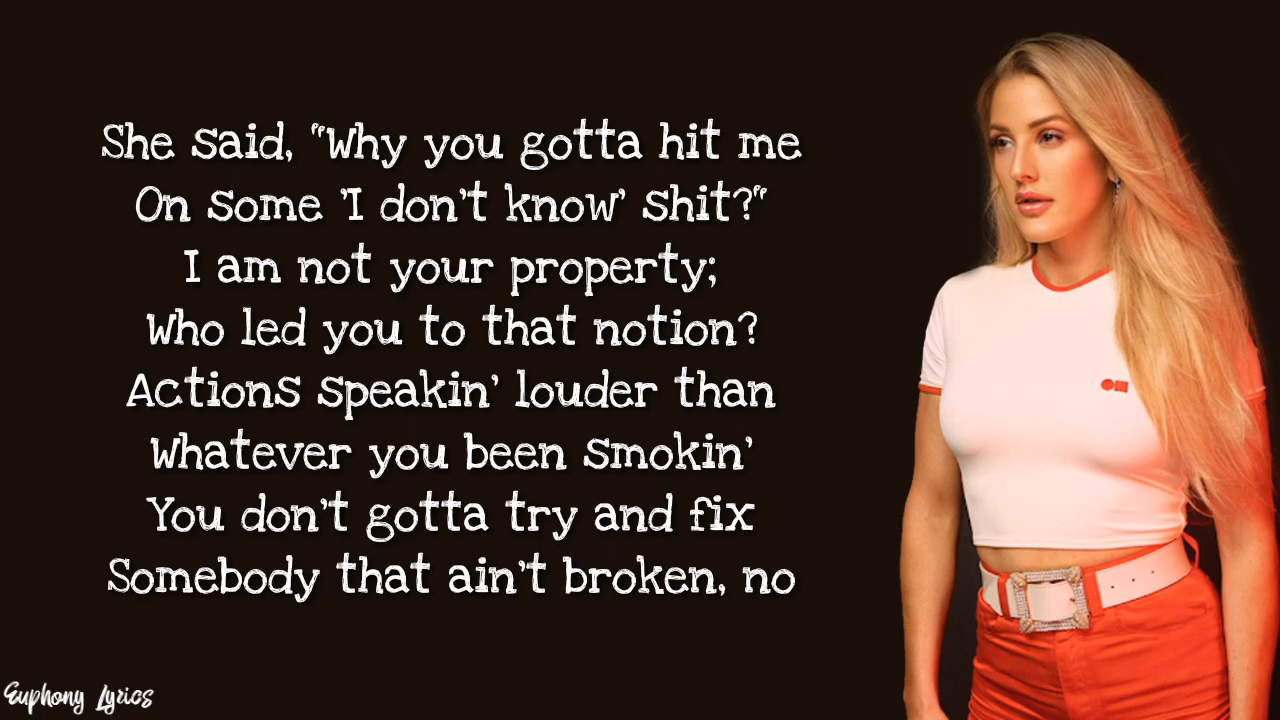 She said, "Why you gotta hit me
On some 'I don't know' shit?"
I am not your property;
Who led you to that notion?
Actions speakin' louder than
Whatever you been smokin'
You don't gotta try and fix
Somebody that ain't broken, no
Euphony Lyrics